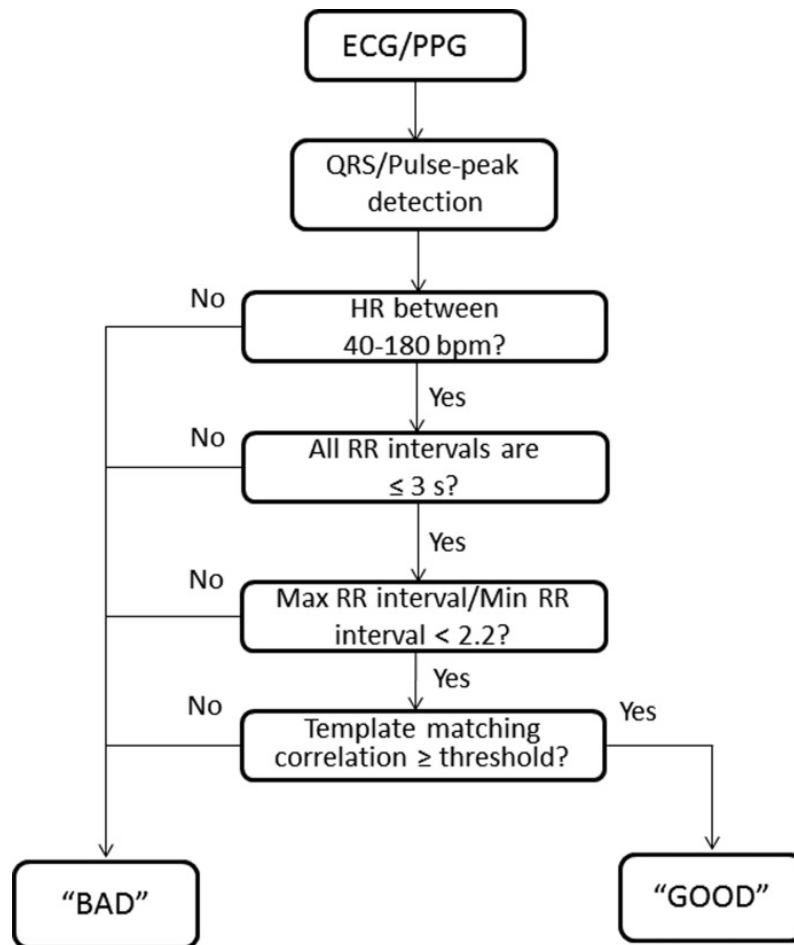 ECG/PPG
QRS/Pulse-peak
detection
No
HR between
40-180 bpm?
Yes
No
All RR intervals are
≤ 3 s?
Yes
No
Max RR interval/Min RR
interval < 2.2?
Yes
No
Template matching
correlation ≥ threshold?
Yes
“BAD”
“GOOD”